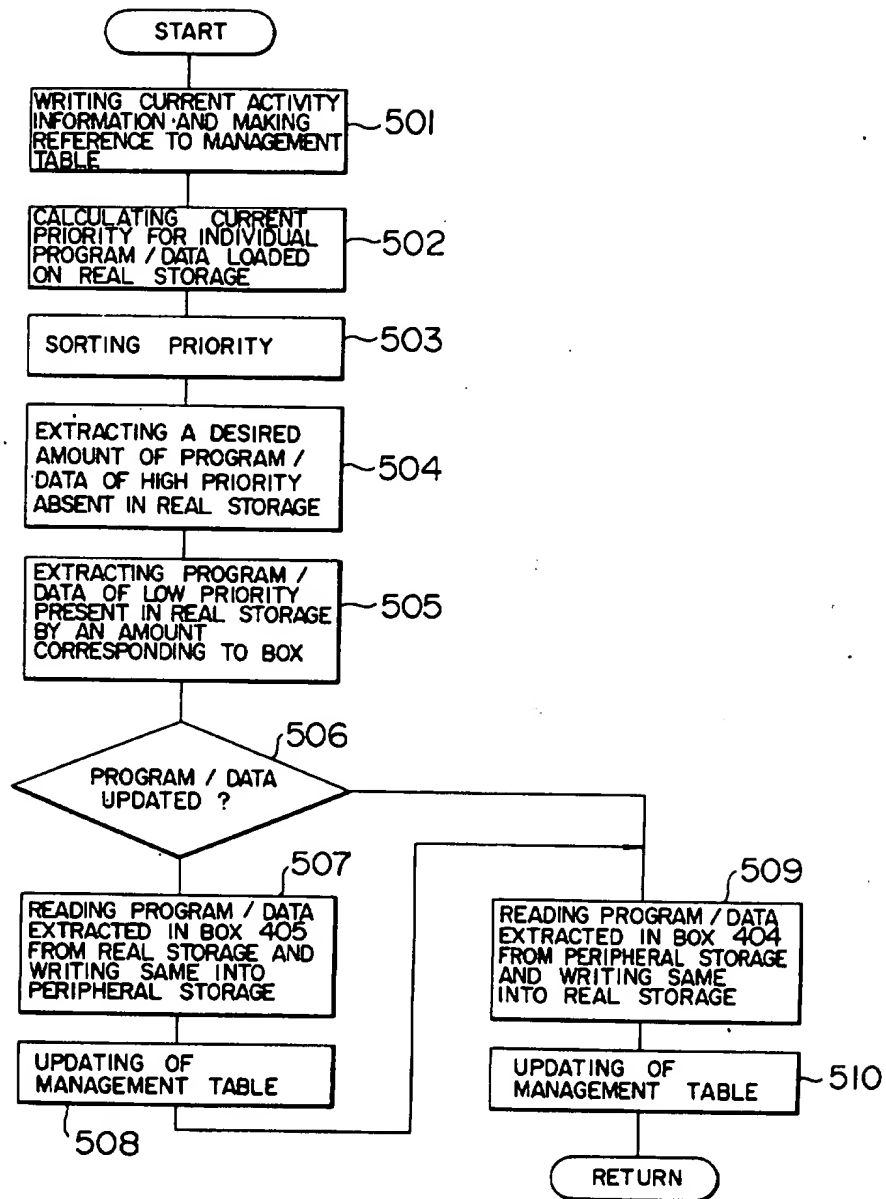 START
WRITING CURRENT ACTIVITY
INFORMATION AND MAKING
REFERENCE TO MANAGEMENT
TABLE
501
CALCULATING CURRENT
PRIORITY FOR INDIVIDUAL
PROGRAM / DATA LOADED
ON REAL STORAGE
502
SORTING PRIORITY
503
EXTRACTING A DESIRED
AMOUNT OF PROGRAM /
DATA OF HIGH PRIORITY
ABSENT IN REAL STORAGE
504
EXTRACTING PROGRAM /
DATA OF LOW PRIORITY
PRESENT IN REAL STORAGE
BY AN AMOUNT
CORRESPONDING TO BOX
505
506
PROGRAM / DATA
UPDATED ?
507
READING PROGRAM / DATA
EXTRACTED IN BOX 405
FROM REAL STORAGE AND
WRITING SAME INTO
PERIPHERAL STORAGE
UPDATING OF
MANAGEMENT TABLE
508
509
READING PROGRAM / DATA
EXTRACTED IN BOX 404
FROM PERIPHERAL STORAGE
AND WRITING SAME
INTO REAL STORAGE
UPDATING OF
MANAGEMENT TABLE
510
RETURN